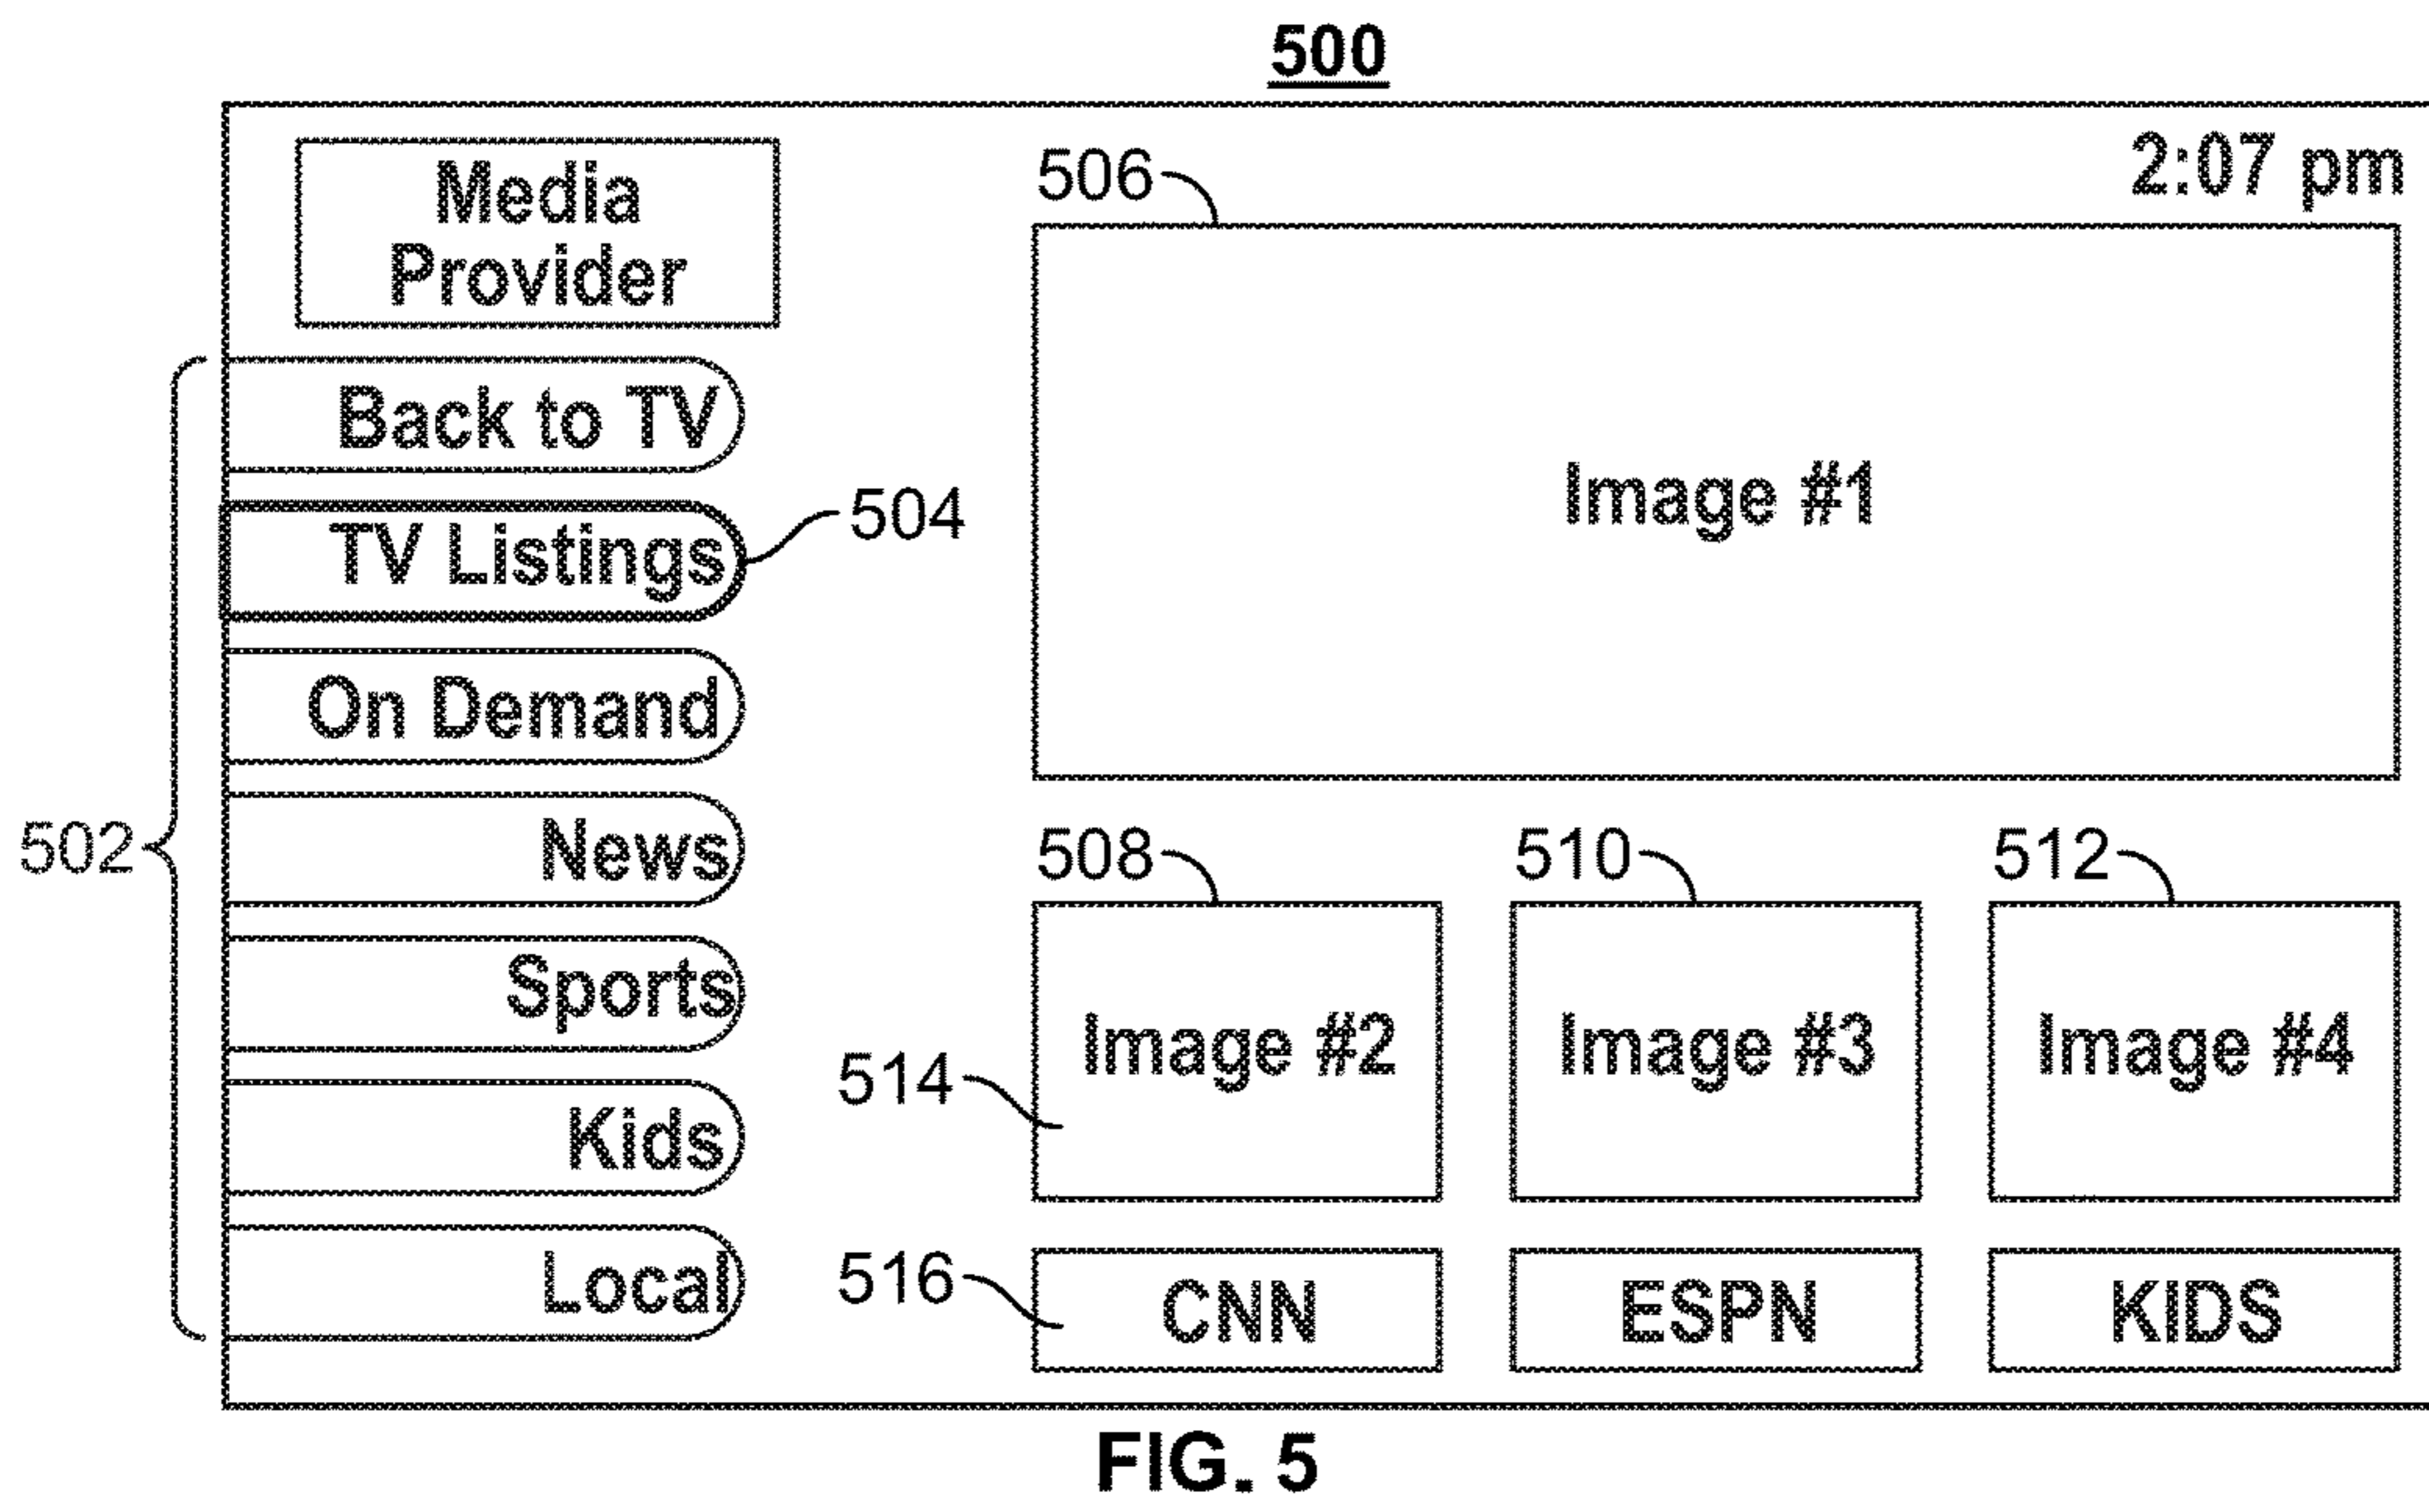 500
2:07 pm
Media
Provider
506
Back to TV
Image #1
TV Listings
504
On Demand
502
News
508
510
512
Sports
Image #2
Image #3
Image #4
514
Kids
Local
516
CNN
ESPN
KIDS
FIG. 5